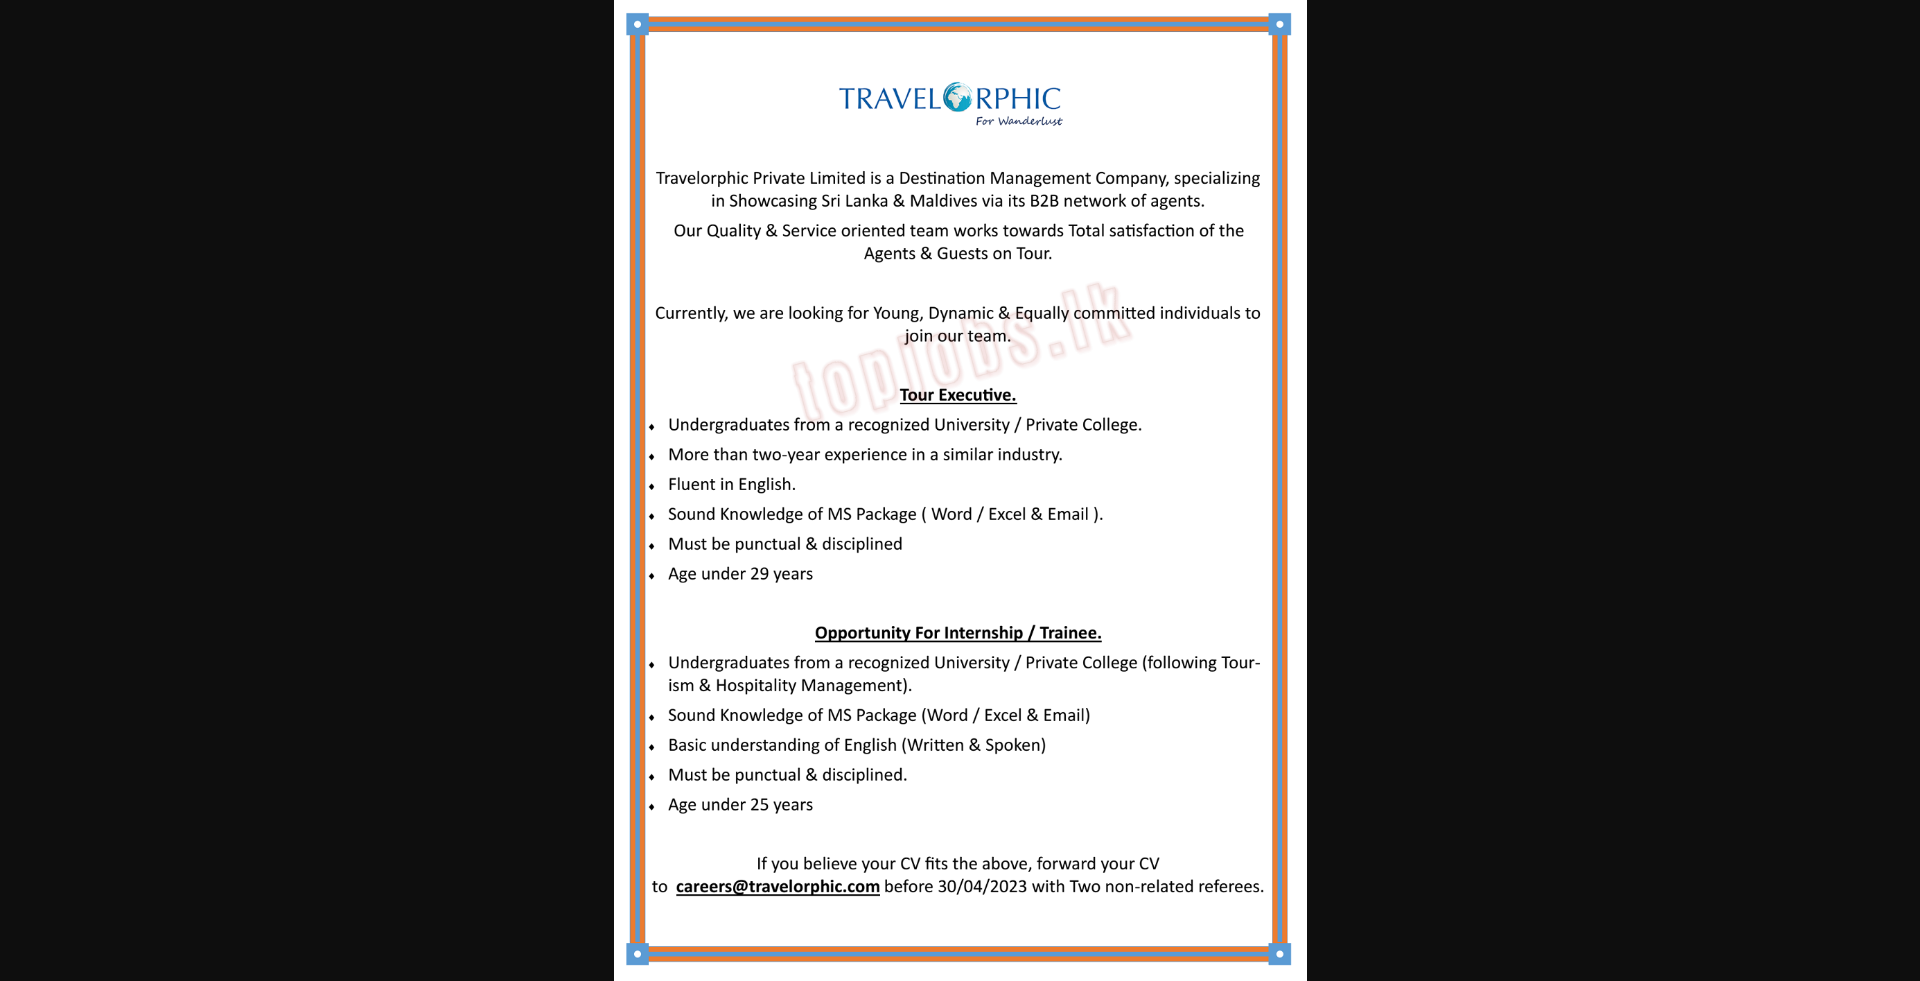 TRAVELORPHIC
For Wanderlust
Travelorphic Private Limited is a Destination Management Company, specializing
in Showcasing Sri Lanka & Maldives via its B2B network of agents.
Our Quality & Service oriented team works towards Total satisfaction of the
Agents & Guests on Tour.
Currently, we are looking for Young, Dynamic & Equally committed individuals to
join our team.
topjobs.lk
Tour Executive.
Undergraduates from a recognized University / Private College.
More than two-year experience in a similar industry.
Fluent in English.
Sound Knowledge of MS Package ( Word / Excel & Email ).
Must be punctual & disciplined
Age under 29 years
Opportunity For Internship / Trainee.
Undergraduates from a recognized University / Private College (following Tour-
ism & Hospitality Management).
Sound Knowledge of MS Package (Word / Excel & Email)
Basic understanding of English (Written & Spoken)
Must be punctual & disciplined.
Age under 25 years
If you believe your CV fits the above, forward your CV
to careers@travelorphic.com before 30/04/2023 with Two non-related referees.